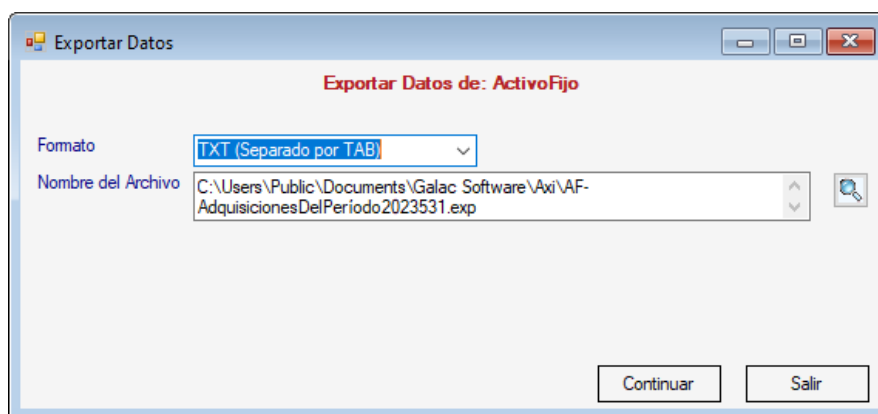 Exportar Datos
Exportar Datos de: ActivoFijo
Formato
TXT (Separado por TAB)
Nombre del Archivo
C:\Users\Public\Documents\Galac Software\Axi\AF-
AdquisicionesDelPeríodo2023531.exp
Continuar
Salir